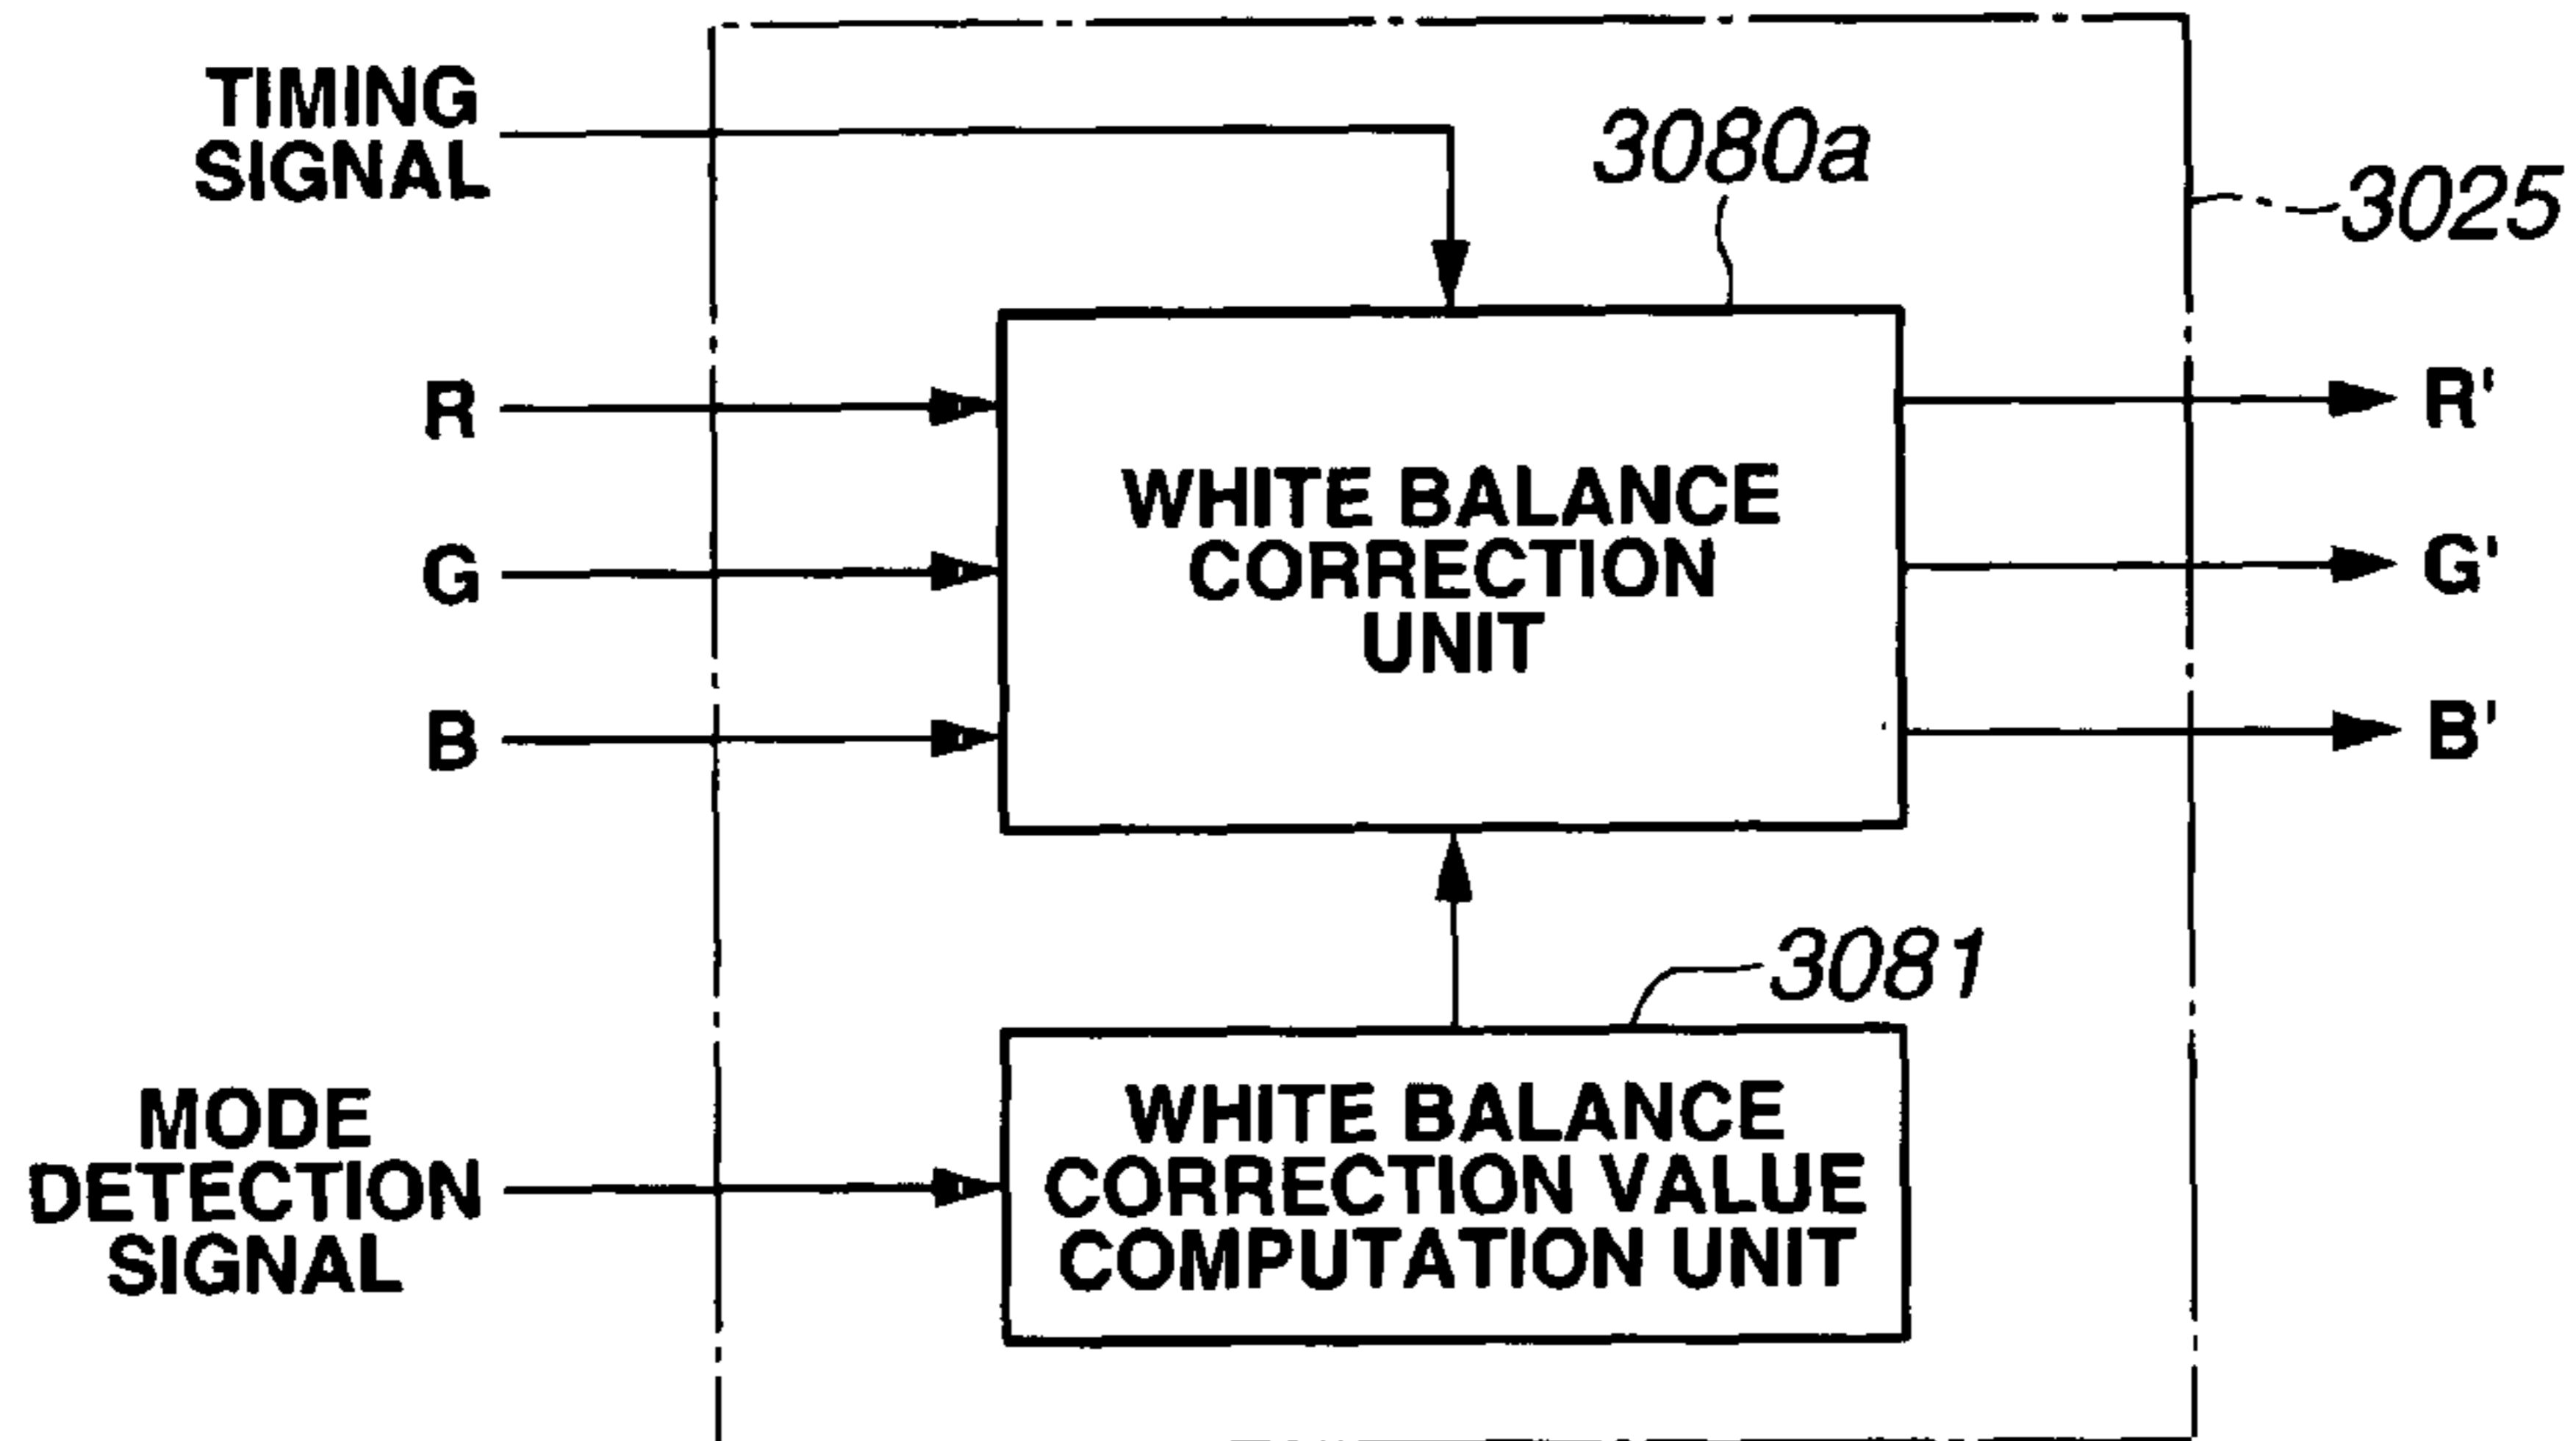 TIMING
SIGNAL
3080a
3025
R
G
B
WHITE BALANCE
CORRECTION
UNIT
R'
G'
B'
3081
MODE
DETECTION
SIGNAL
WHITE BALANCE
CORRECTION VALUE
COMPUTATION UNIT